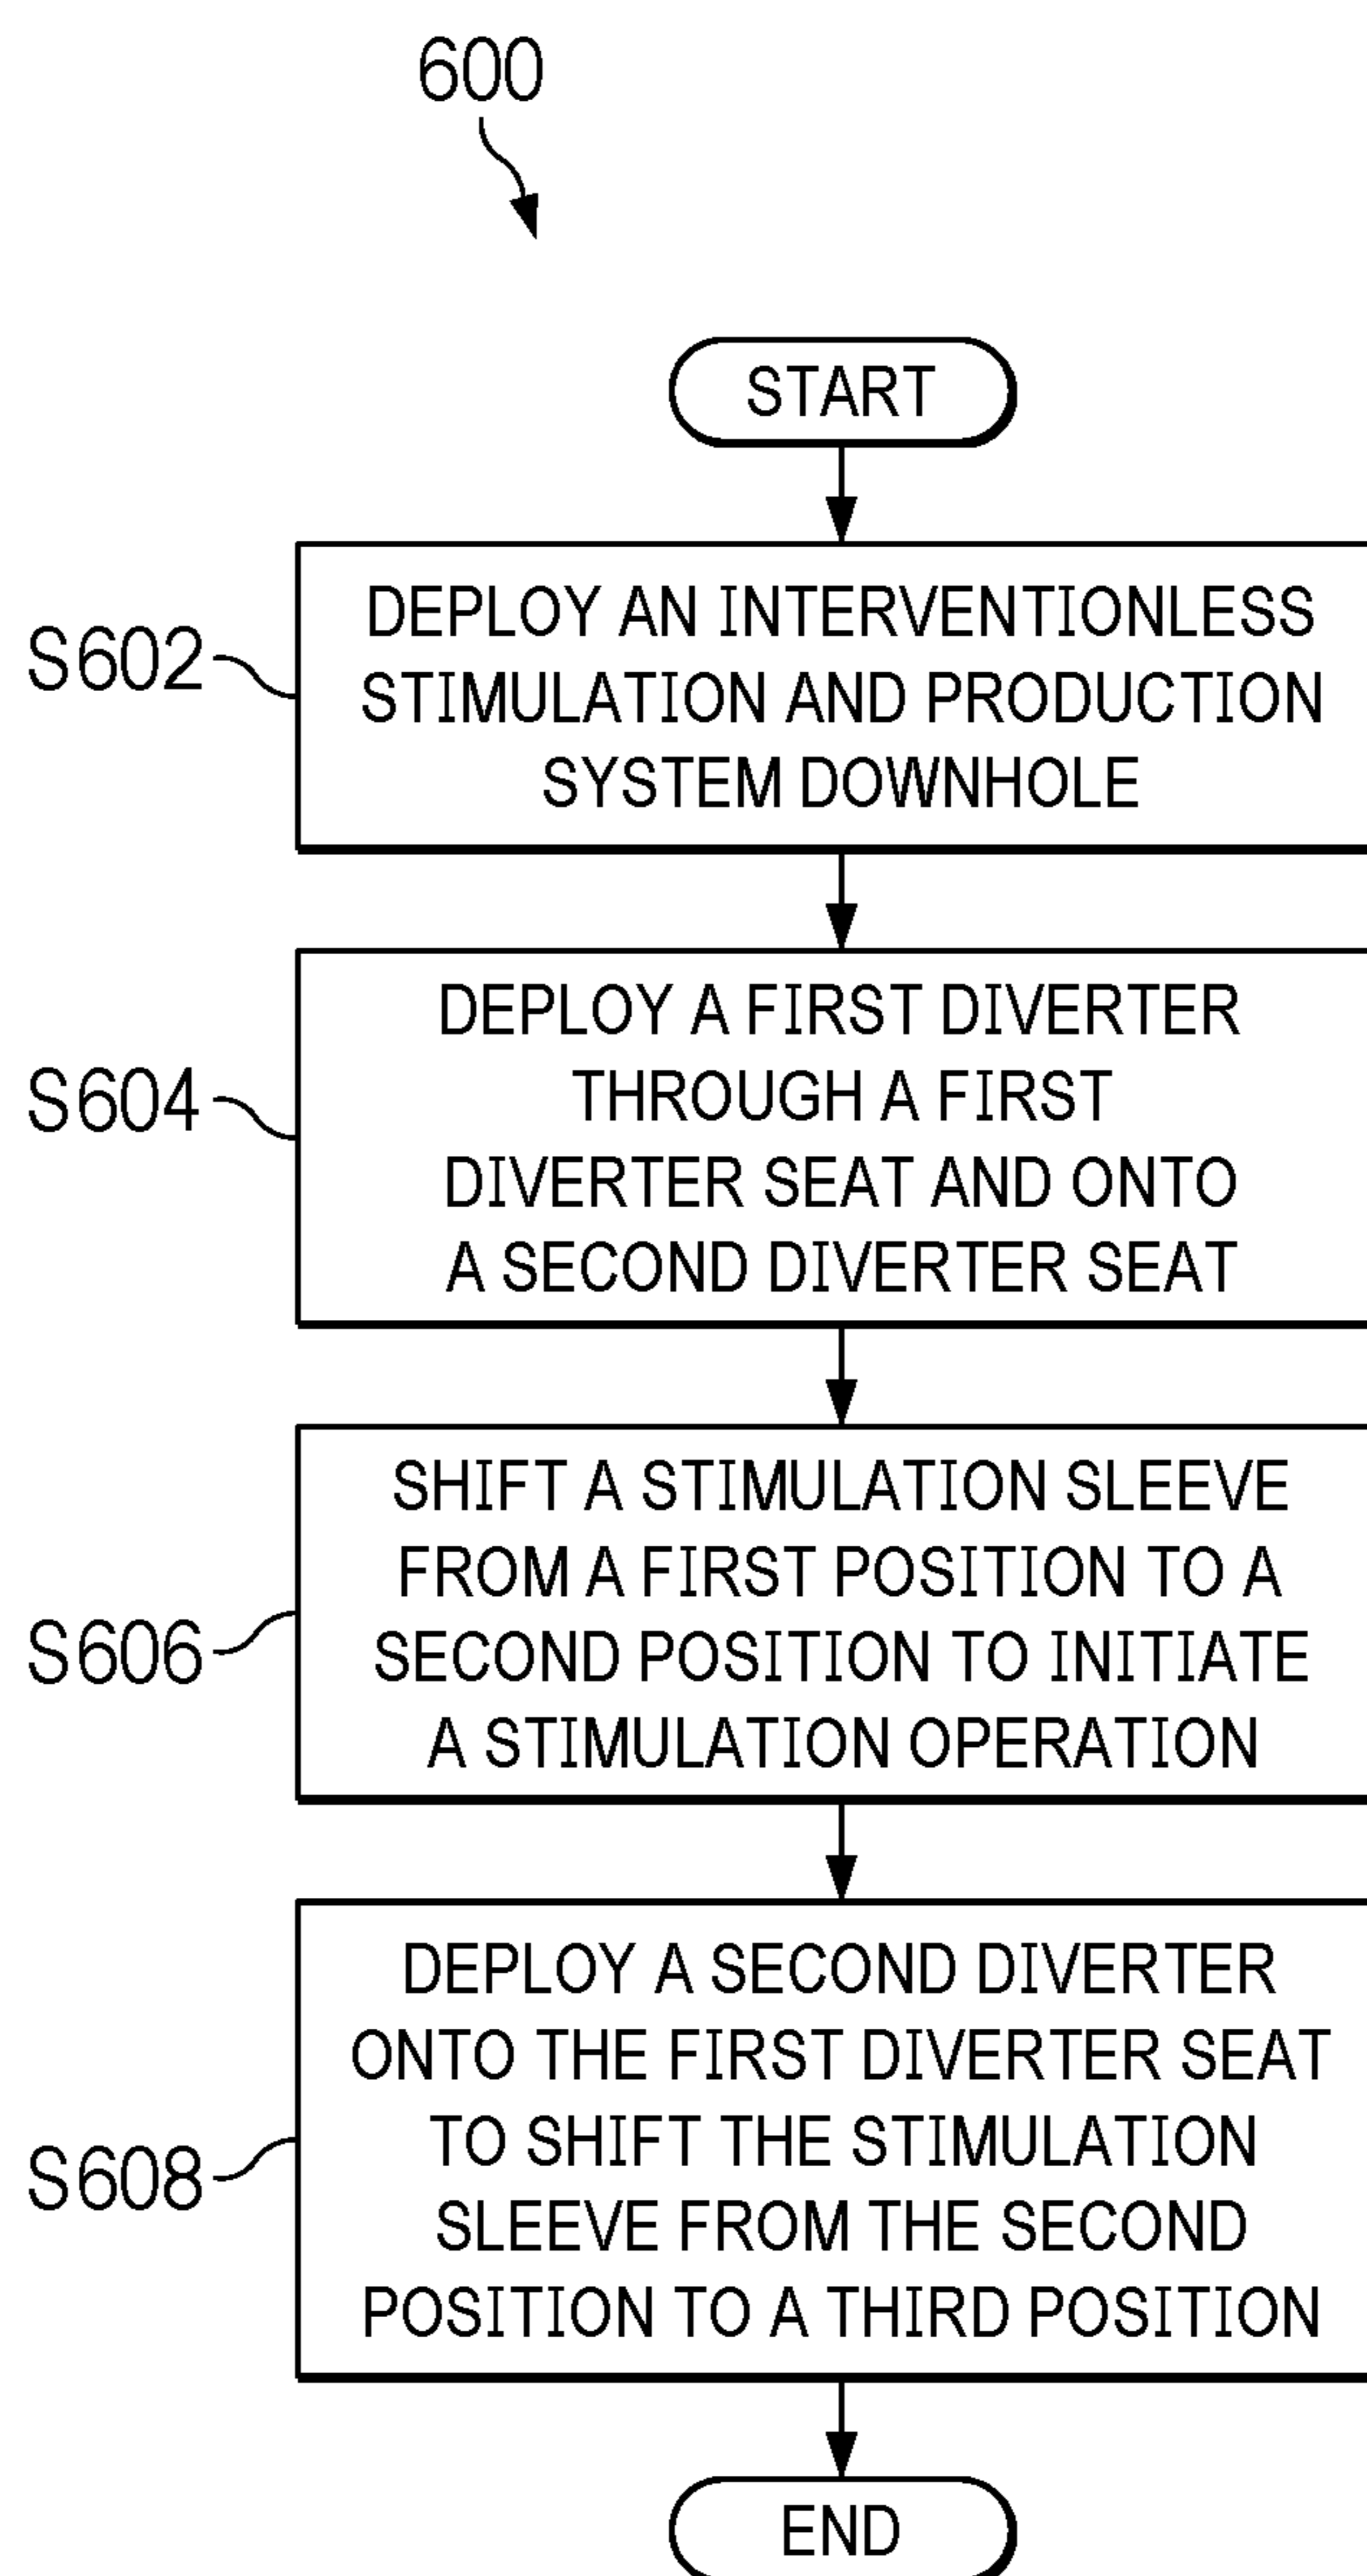 600
START
S602
DEPLOY AN INTERVENTIONLESS
STIMULATION AND PRODUCTION
SYSTEM DOWNHOLE
S604
DEPLOY A FIRST DIVERTER
THROUGH A FIRST
DIVERTER SEAT AND ONTO
A SECOND DIVERTER SEAT
S606
SHIFT A STIMULATION SLEEVE
FROM A FIRST POSITION TO A
SECOND POSITION TO INITIATE
A STIMULATION OPERATION
S608
DEPLOY A SECOND DIVERTER
ONTO THE FIRST DIVERTER SEAT
TO SHIFT THE STIMULATION
SLEEVE FROM THE SECOND
POSITION TO A THIRD POSITION
END